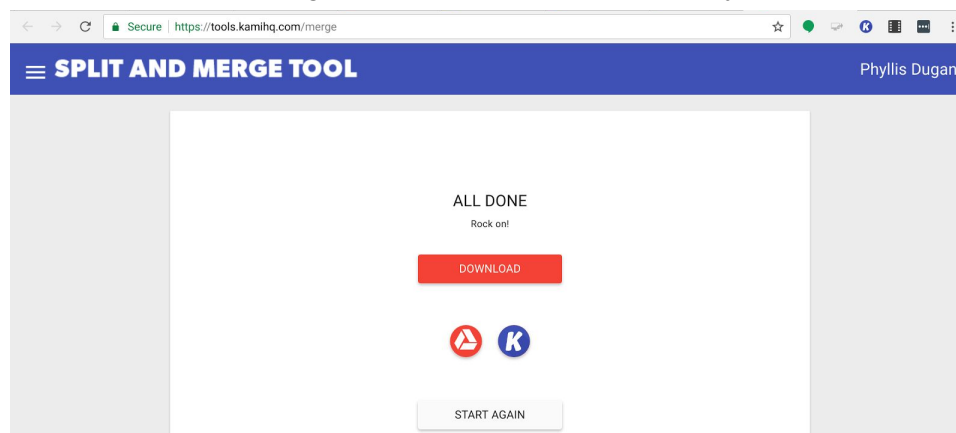 Secure https://tools.kamihq.com/merge
SPLIT AND MERGE TOOL
Phyllis Dugan
ALL DONE
Rock on!
DOWNLOAD
K
START AGAIN